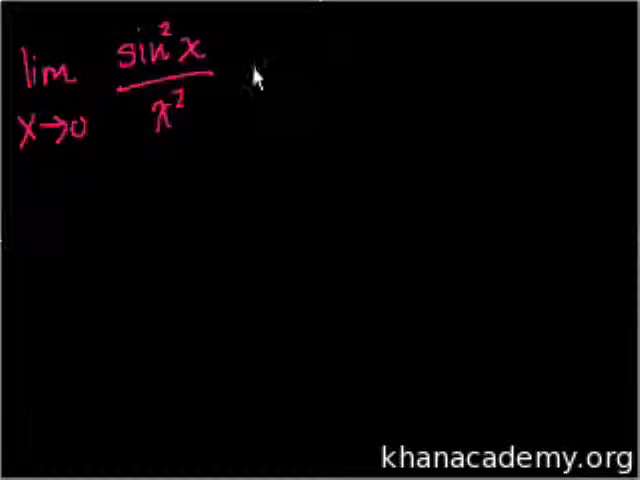 lim sin²x / x²
x→0
khanacademy.org